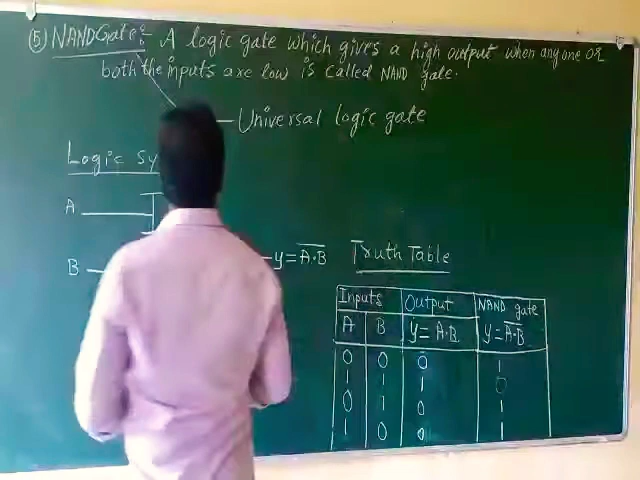 (5) NAND Gate:- A logic gate which gives a high output when any one or
both the inputs are low is called NAND gate.
- Universal logic gate
Logic Sy
A
B
y = A̅·̅B̅
Truth Table
Inputs Output NAND gate
A B y = A·B y = A̅·̅B̅
0 0 0 1
1 1 1 0
0 1 0 1
1 0 0 1